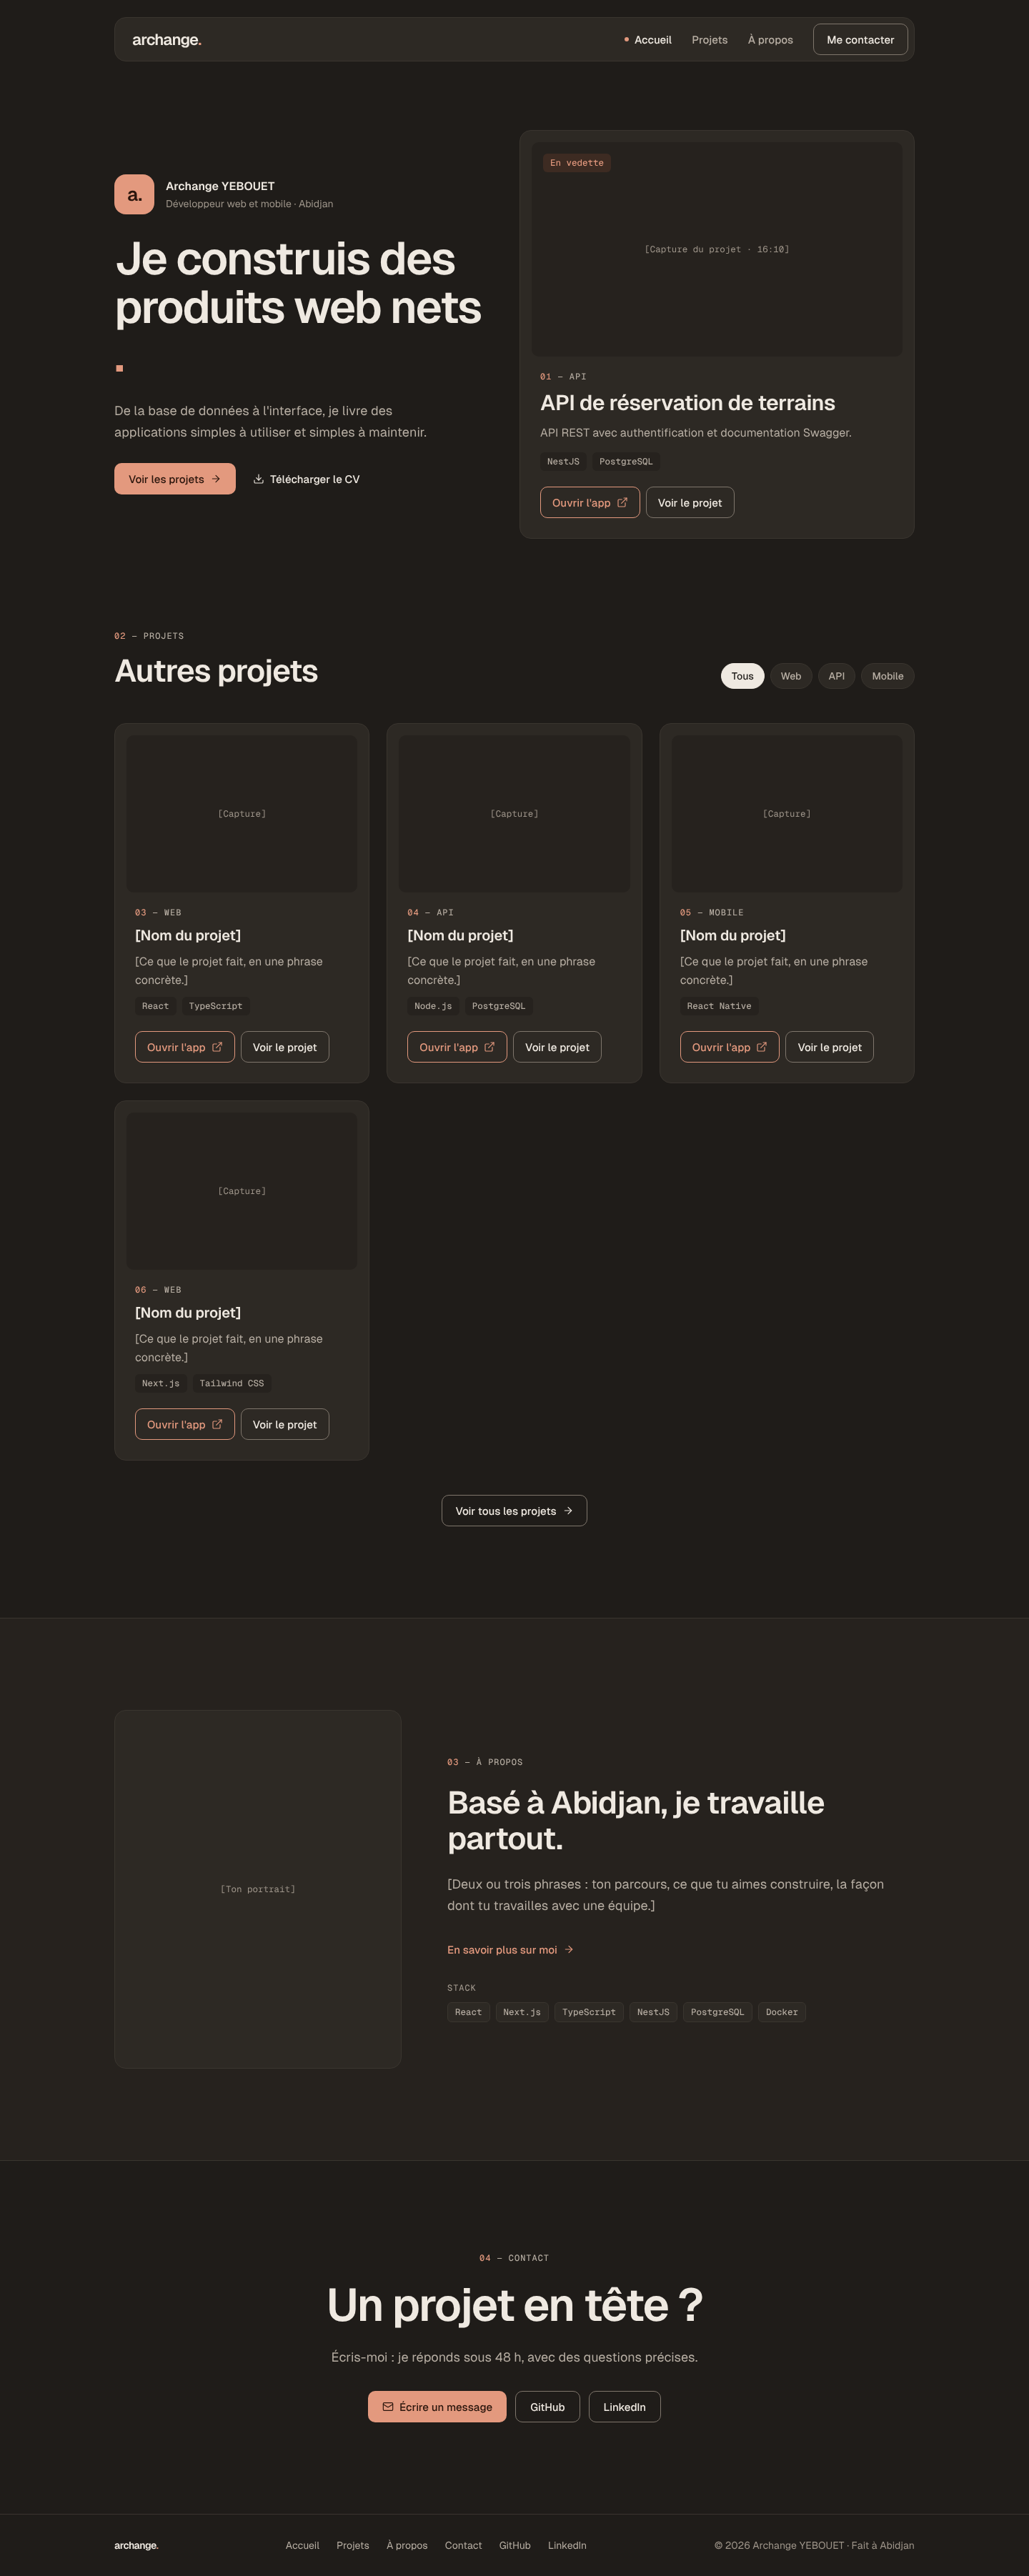 archange.
Accueil
Projets
À propos
Me contacter
a.
Archange YEBOUET
Développeur web et mobile · Abidjan
Je construis des
produits web nets
.
De la base de données à l'interface, je livre des
applications simples à utiliser et simples à maintenir.
Voir les projets →
Télécharger le CV
En vedette
[Capture du projet · 16:10]
01 — API
API de réservation de terrains
API REST avec authentification et documentation Swagger.
NestJS
PostgreSQL
Ouvrir l'app
Voir le projet
02 — PROJETS
Autres projets
Tous
Web
API
Mobile
[Capture]
03 — WEB
[Nom du projet]
[Ce que le projet fait, en une phrase
concrète.]
React
TypeScript
Ouvrir l'app
Voir le projet
[Capture]
04 — API
[Nom du projet]
[Ce que le projet fait, en une phrase
concrète.]
Node.js
PostgreSQL
Ouvrir l'app
Voir le projet
[Capture]
05 — MOBILE
[Nom du projet]
[Ce que le projet fait, en une phrase
concrète.]
React Native
Ouvrir l'app
Voir le projet
[Capture]
06 — WEB
[Nom du projet]
[Ce que le projet fait, en une phrase
concrète.]
Next.js
Tailwind CSS
Ouvrir l'app
Voir le projet
Voir tous les projets →
[Ton portrait]
03 — À PROPOS
Basé à Abidjan, je travaille
partout.
[Deux ou trois phrases : ton parcours, ce que tu aimes construire, la façon
dont tu travailles avec une équipe.]
En savoir plus sur moi →
STACK
React
Next.js
TypeScript
NestJS
PostgreSQL
Docker
04 — CONTACT
Un projet en tête ?
Écris-moi : je réponds sous 48 h, avec des questions précises.
Écrire un message
GitHub
LinkedIn
archange.
Accueil
Projets
À propos
Contact
GitHub
LinkedIn
© 2026 Archange YEBOUET · Fait à Abidjan